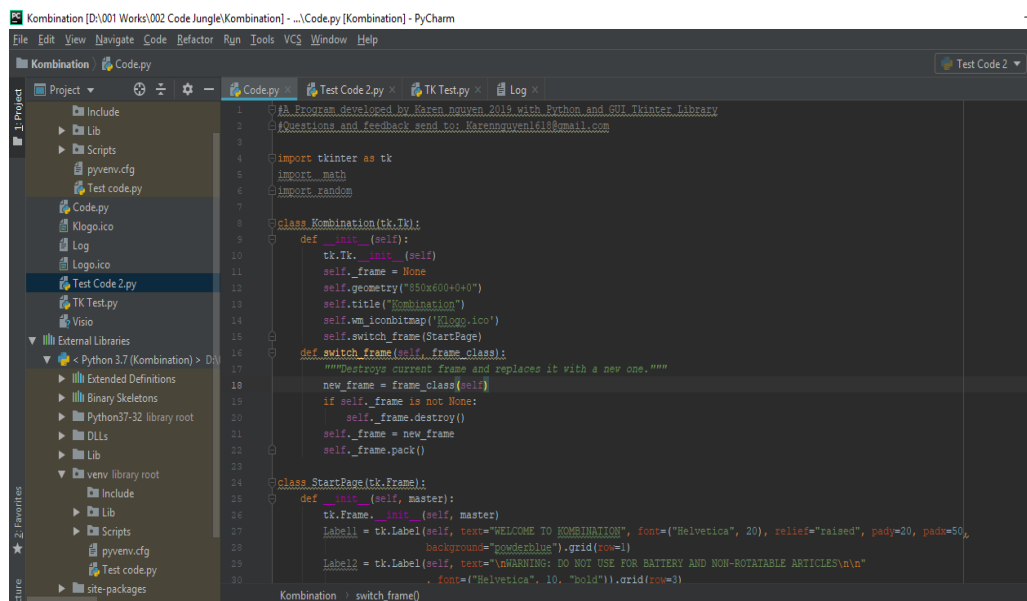 Kombination [D:\001 Works\002 Code Jungle\Kombination] - ...\Code.py [Kombination] - PyCharm
File Edit View Navigate Code Refactor Run Tools VCS Window Help
Kombination Code.py Test Code 2
1: Project
Project
Code.py Test Code 2.py TK Test.py Log
Include
Lib
Scripts
pyvenv.cfg
Test code.py
Code.py
Klogo.ico
Log
Logo.ico
Test Code 2.py
TK Test.py
Visio
External Libraries
< Python 3.7 (Kombination) > D:\
Extended Definitions
Binary Skeletons
Python37-32 library root
DLLs
Lib
venv library root
Include
Lib
Scripts
pyvenv.cfg
Test code.py
site-packages
2: Favorites
1 #A Program developed by Karen nguyen 2019 with Python and GUI Tkinter Library
2 #Questions and feedback send to: Karennguyen1618@gmail.com
3
4 import tkinter as tk
5 import math
6 import random
7
8 class Kombination(tk.Tk):
9 def __init__(self):
10 tk.Tk.__init__(self)
11 self._frame = None
12 self.geometry("850x600+0+0")
13 self.title("Kombination")
14 self.wm_iconbitmap('Klogo.ico')
15 self.switch_frame(StartPage)
16 def switch_frame(self, frame_class):
17 """Destroys current frame and replaces it with a new one."""
18 new_frame = frame_class(self)
19 if self._frame is not None:
20 self._frame.destroy()
21 self._frame = new_frame
22 self._frame.pack()
23
24 class StartPage(tk.Frame):
25 def __init__(self, master):
26 tk.Frame.__init__(self, master)
27 Label1 = tk.Label(self, text="WELCOME TO KOMBINATION", font=("Helvetica", 20), relief="raised", pady=20, padx=50,
28 background="powderblue").grid(row=1)
29 Label2 = tk.Label(self, text="\nWARNING: DO NOT USE FOR BATTERY AND NON-ROTATABLE ARTICLES\n\n"
30 , font=("Helvetica", 10, "bold")).grid(row=3)
Kombination switch_frame()